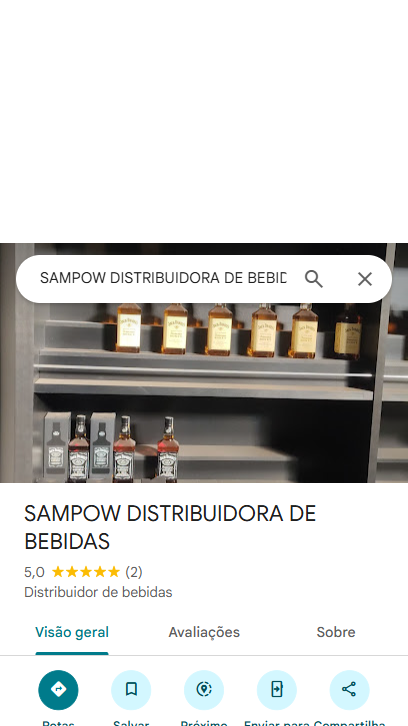 SAMPOW DISTRIBUIDORA DE BEBID
SAMPOW DISTRIBUIDORA DE
BEBIDAS
5,0 (2)
Distribuidor de bebidas
Visão geral Avaliações Sobre
Rotas Salvar Próximo Enviar para Compartilha